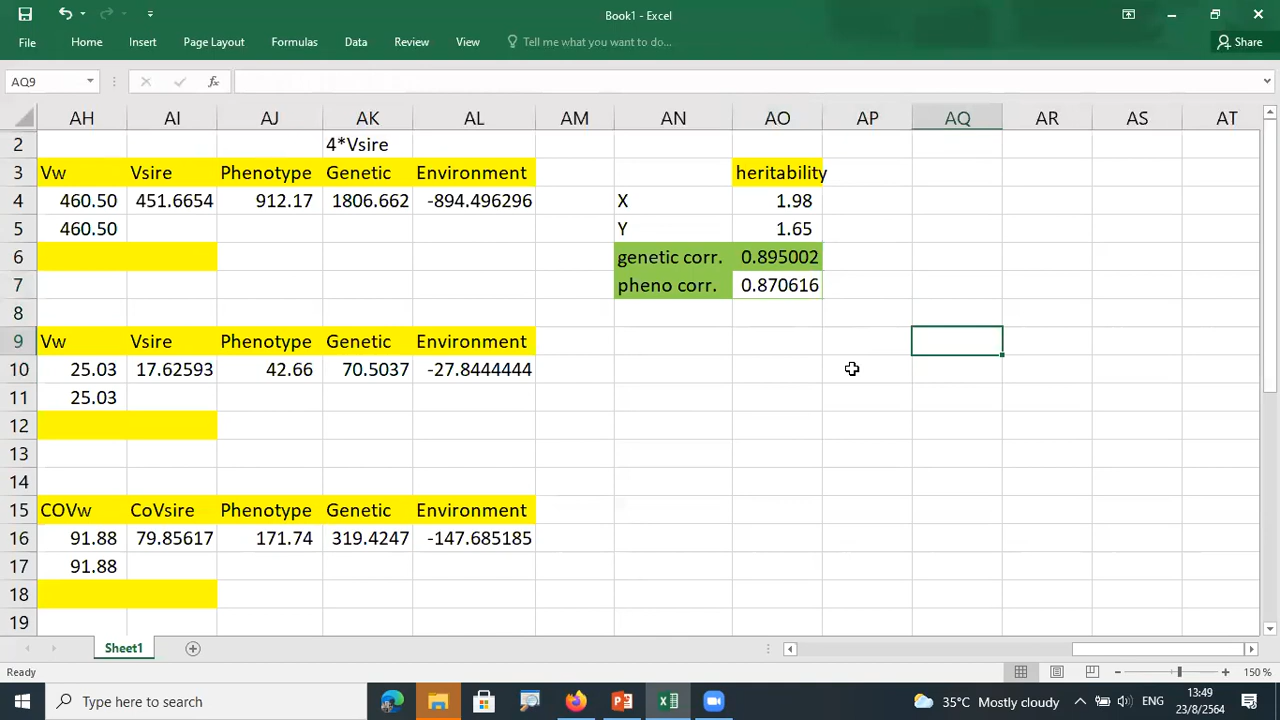 Book1 - Excel
File Home Insert Page Layout Formulas Data Review View Tell me what you want to do... Share
AQ9 fx
AH AI AJ AK AL AM AN AO AP AQ AR AS AT
2 4*Vsire
3 Vw Vsire Phenotype Genetic Environment heritability
4 460.50 451.6654 912.17 1806.662 -894.496296 X 1.98
5 460.50 Y 1.65
6 genetic corr. 0.895002
7 pheno corr. 0.870616
8
9 Vw Vsire Phenotype Genetic Environment
10 25.03 17.62593 42.66 70.5037 -27.8444444
11 25.03
12
13
14
15 COVw CoVsire Phenotype Genetic Environment
16 91.88 79.85617 171.74 319.4247 -147.685185
17 91.88
18
19
Sheet1
Ready 150 %
Type here to search 35°C Mostly cloudy ENG 13:49
23/8/2564